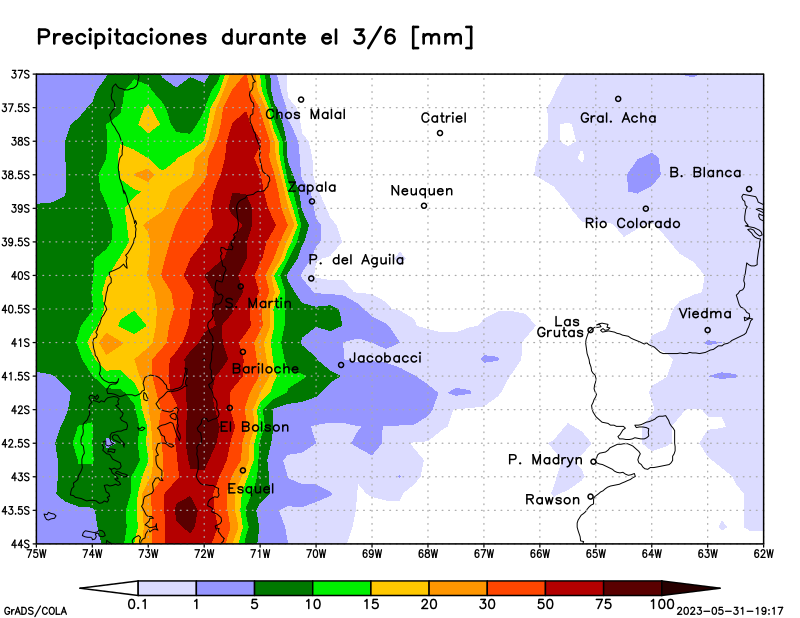 Precipitaciones durante el 3/6 [mm]
37S
37.5S
38S
38.5S
39S
39.5S
40S
40.5S
41S
41.5S
42S
42.5S
43S
43.5S
44S
Chos Malal
Catriel
Gral. Acha
B. Blanca
Zapala
Neuquen
Rio Colorado
P. del Aguila
S. Martin
Las
Grutas
Viedma
Bariloche
Jacobacci
El Bolson
P. Madryn
Esquel
Rawson
75W 74W 73W 72W 71W 70W 69W 68W 67W 66W 65W 64W 63W 62W
0.1 1 5 10 15 20 30 50 75 100
GrADS/COLA
2023-05-31-19:17